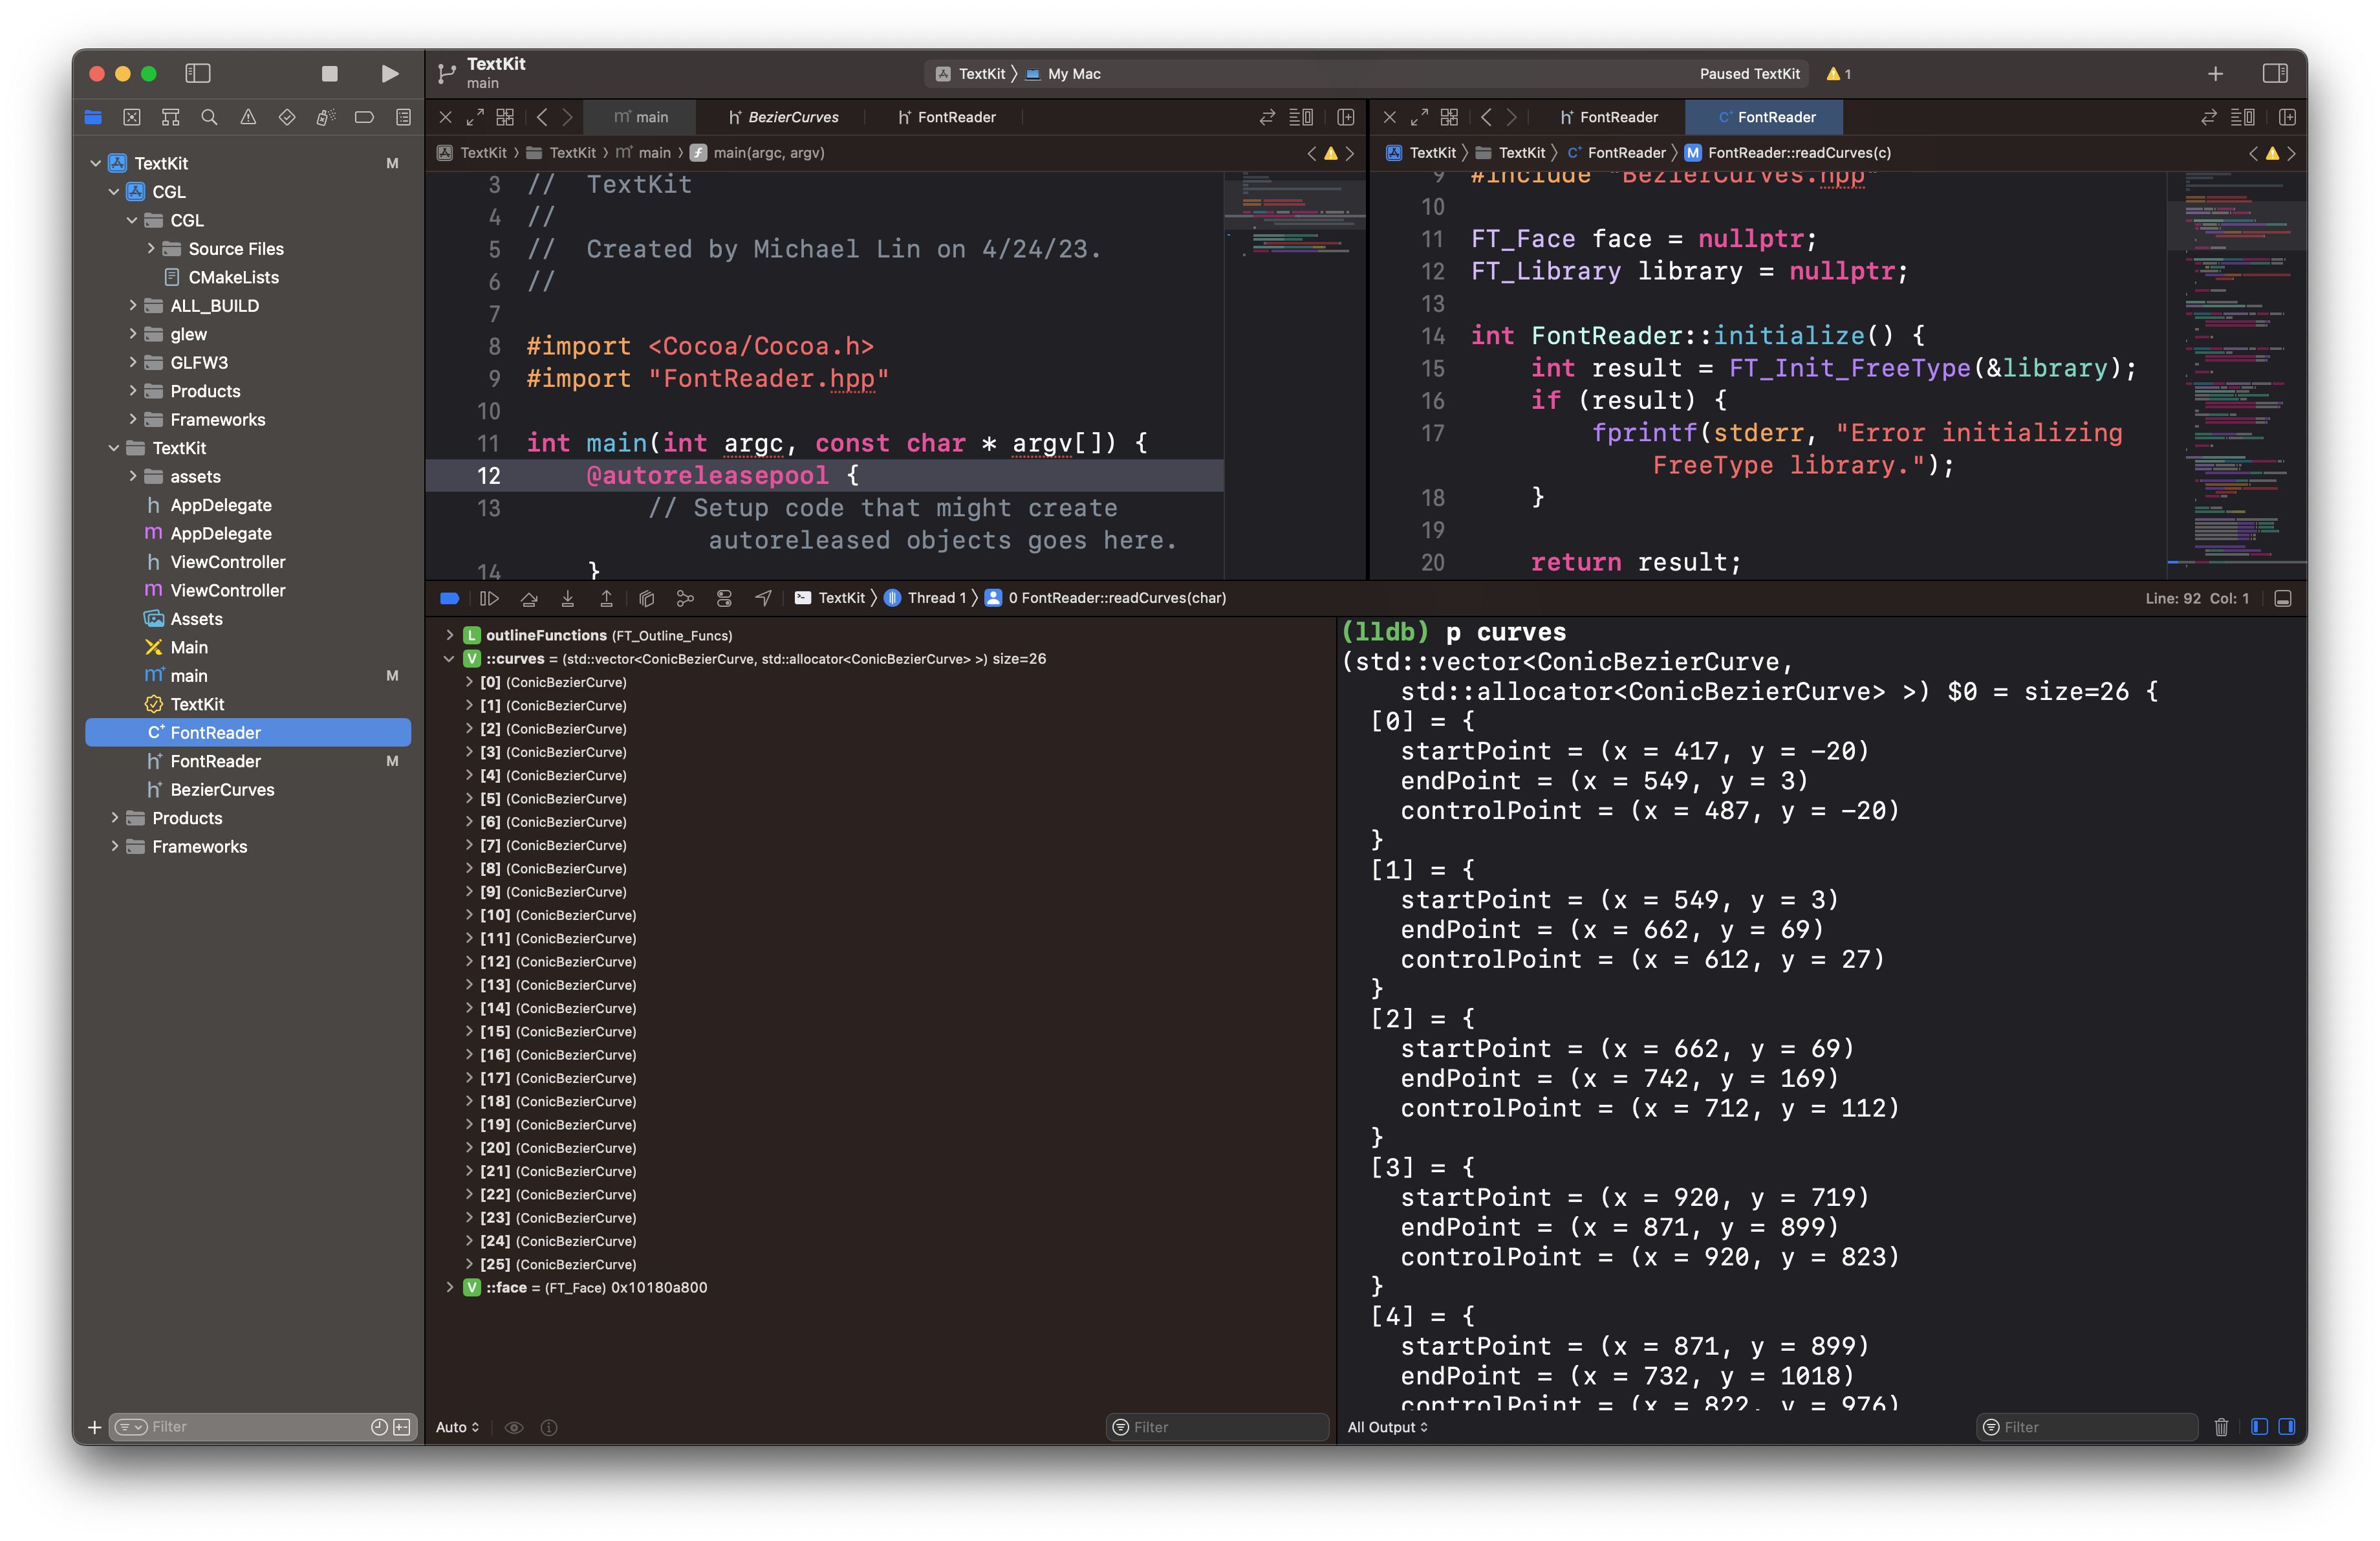 TextKit
main
TextKit
My Mac
Paused TextKit
1
TextKit M
CGL
CGL
Source Files
CMakeLists
ALL_BUILD
glew
GLFW3
Products
Frameworks
TextKit
assets
h AppDelegate
m AppDelegate
h ViewController
m ViewController
Assets
Main
m+ main M
TextKit
C+ FontReader
h+ FontReader M
h+ BezierCurves
Products
Frameworks
Filter
m+ main
h+ BezierCurves
h+ FontReader
TextKit TextKit m+ main f main(argc, argv)
3 // TextKit
4 //
5 // Created by Michael Lin on 4/24/23.
6 //
7
8 #import <Cocoa/Cocoa.h>
9 #import "FontReader.hpp"
10
11 int main(int argc, const char * argv[]) {
12 @autoreleasepool {
13 // Setup code that might create
autoreleased objects goes here.
14 }
h+ FontReader
C+ FontReader
TextKit TextKit C+ FontReader M FontReader::readCurves(c)
9 #include "BezierCurves.hpp"
10
11 FT_Face face = nullptr;
12 FT_Library library = nullptr;
13
14 int FontReader::initialize() {
15 int result = FT_Init_FreeType(&library);
16 if (result) {
17 fprintf(stderr, "Error initializing
FreeType library.");
18 }
19
20 return result;
TextKit Thread 1 0 FontReader::readCurves(char)
Line: 92 Col: 1
L outlineFunctions (FT_Outline_Funcs)
V ::curves = (std::vector<ConicBezierCurve, std::allocator<ConicBezierCurve> >) size=26
[0] (ConicBezierCurve)
[1] (ConicBezierCurve)
[2] (ConicBezierCurve)
[3] (ConicBezierCurve)
[4] (ConicBezierCurve)
[5] (ConicBezierCurve)
[6] (ConicBezierCurve)
[7] (ConicBezierCurve)
[8] (ConicBezierCurve)
[9] (ConicBezierCurve)
[10] (ConicBezierCurve)
[11] (ConicBezierCurve)
[12] (ConicBezierCurve)
[13] (ConicBezierCurve)
[14] (ConicBezierCurve)
[15] (ConicBezierCurve)
[16] (ConicBezierCurve)
[17] (ConicBezierCurve)
[18] (ConicBezierCurve)
[19] (ConicBezierCurve)
[20] (ConicBezierCurve)
[21] (ConicBezierCurve)
[22] (ConicBezierCurve)
[23] (ConicBezierCurve)
[24] (ConicBezierCurve)
[25] (ConicBezierCurve)
V ::face = (FT_Face) 0x10180a800
Auto
Filter
(lldb) p curves
(std::vector<ConicBezierCurve,
std::allocator<ConicBezierCurve> >) $0 = size=26 {
[0] = {
startPoint = (x = 417, y = -20)
endPoint = (x = 549, y = 3)
controlPoint = (x = 487, y = -20)
}
[1] = {
startPoint = (x = 549, y = 3)
endPoint = (x = 662, y = 69)
controlPoint = (x = 612, y = 27)
}
[2] = {
startPoint = (x = 662, y = 69)
endPoint = (x = 742, y = 169)
controlPoint = (x = 712, y = 112)
}
[3] = {
startPoint = (x = 920, y = 719)
endPoint = (x = 871, y = 899)
controlPoint = (x = 920, y = 823)
}
[4] = {
startPoint = (x = 871, y = 899)
endPoint = (x = 732, y = 1018)
controlPoint = (x = 822, y = 976)
All Output
Filter